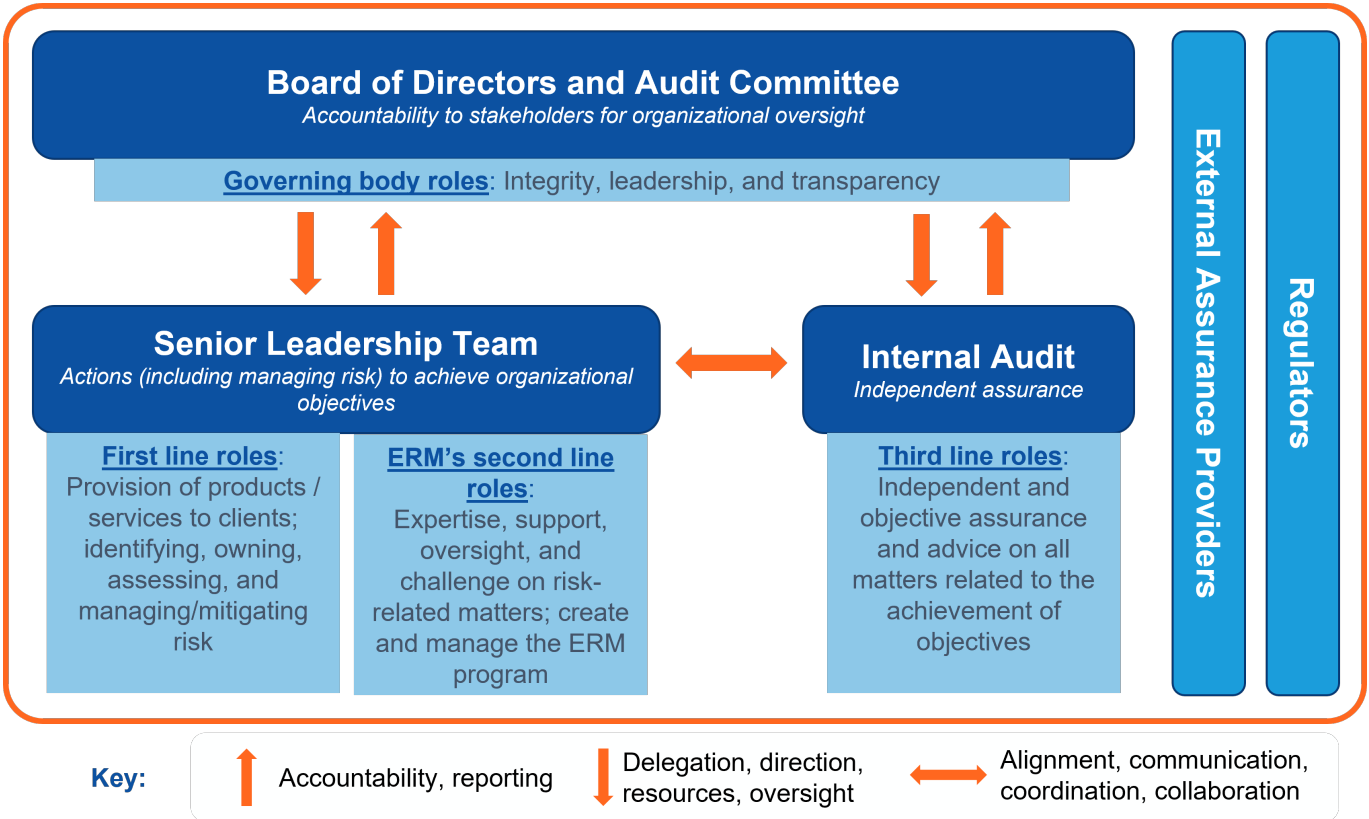 Board of Directors and Audit Committee
Accountability to stakeholders for organizational oversight
Governing body roles: Integrity, leadership, and transparency
Senior Leadership Team
Actions (including managing risk) to achieve organizational
objectives
First line roles:
Provision of products /
services to clients;
identifying, owning,
assessing, and
managing/mitigating
risk
ERM’s second line
roles:
Expertise, support,
oversight, and
challenge on risk-
related matters; create
and manage the ERM
program
Internal Audit
Independent assurance
Third line roles:
Independent and
objective assurance
and advice on all
matters related to the
achievement of
objectives
External Assurance Providers
Regulators
Key:
Accountability, reporting
Delegation, direction,
resources, oversight
Alignment, communication,
coordination, collaboration